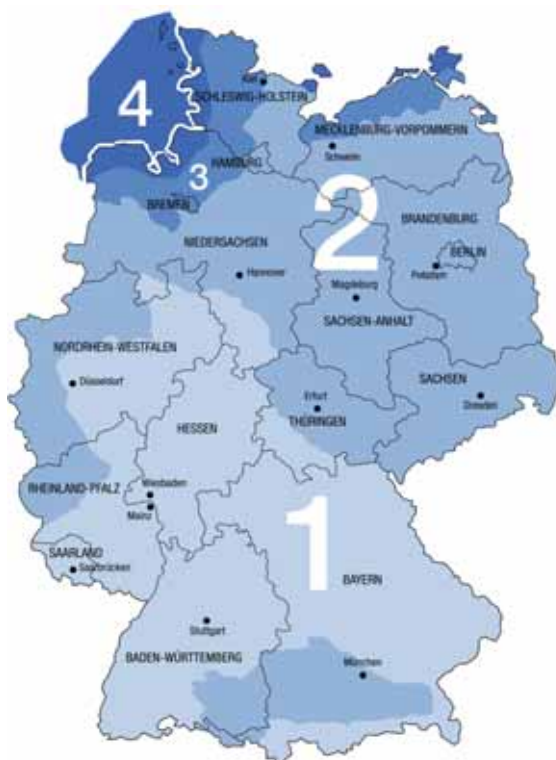 4
Kiel
SCHLESWIG-HOLSTEIN
MECKLENBURG-VORPOMMERN
Schwerin
HAMBURG
3
BREMEN
2
BRANDENBURG
NIEDERSACHSEN
BERLIN
Hannover
Potsdam
Magdeburg
SACHSEN-ANHALT
NORDRHEIN-WESTFALEN
Düsseldorf
SACHSEN
Erfurt
Dresden
THÜRINGEN
HESSEN
RHEINLAND-PFALZ
Wiesbaden
Mainz
1
SAARLAND
Saarbrücken
BAYERN
Stuttgart
BADEN-WÜRTTEMBERG
München